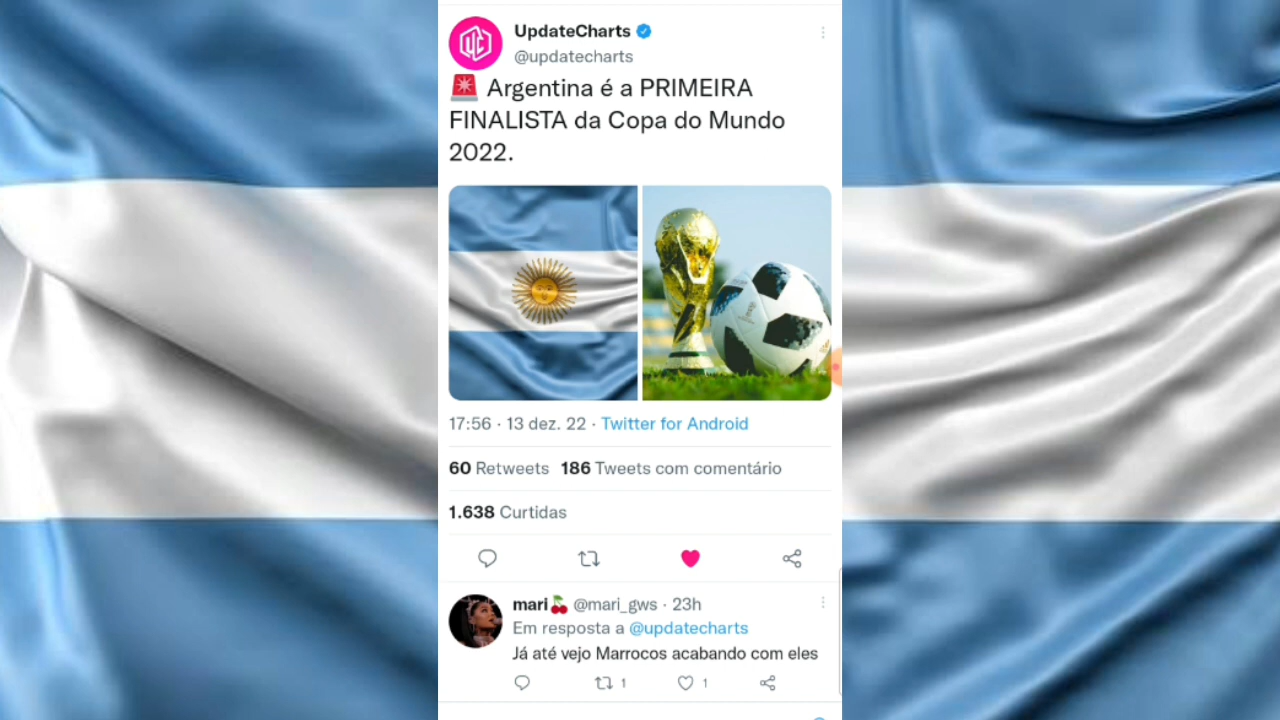 UpdateCharts
@updatecharts
Argentina é a PRIMEIRA
FINALISTA da Copa do Mundo
2022.
17:56 · 13 dez. 22 · Twitter for Android
60 Retweets 186 Tweets com comentário
1.638 Curtidas
mari🍒 @mari_gws · 23h
Em resposta a @updatecharts
Já até vejo Marrocos acabando com eles
1 1